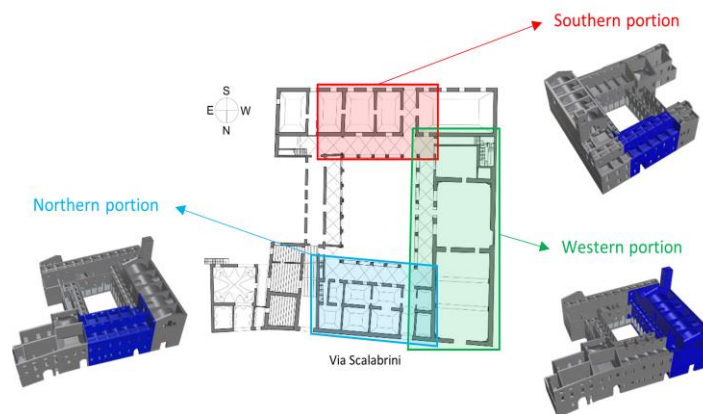 Southern portion
S
E W
N
Northern portion
Western portion
Via Scalabrini